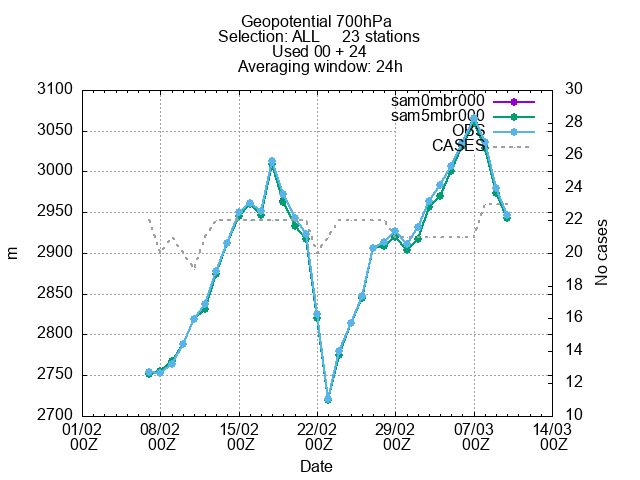 Geopotential 700hPa
Selection: ALL 23 stations
Used 00 + 24
Averaging window: 24h
3100
3050
3000
2950
2900
2850
2800
2750
2700
m
30
28
26
24
22
20
18
16
14
12
10
No cases
sam0mbr000
sam5mbr000
OBS
CASES
01/02 08/02 15/02 22/02 29/02 07/03 14/03
00Z 00Z 00Z 00Z 00Z 00Z 00Z
Date